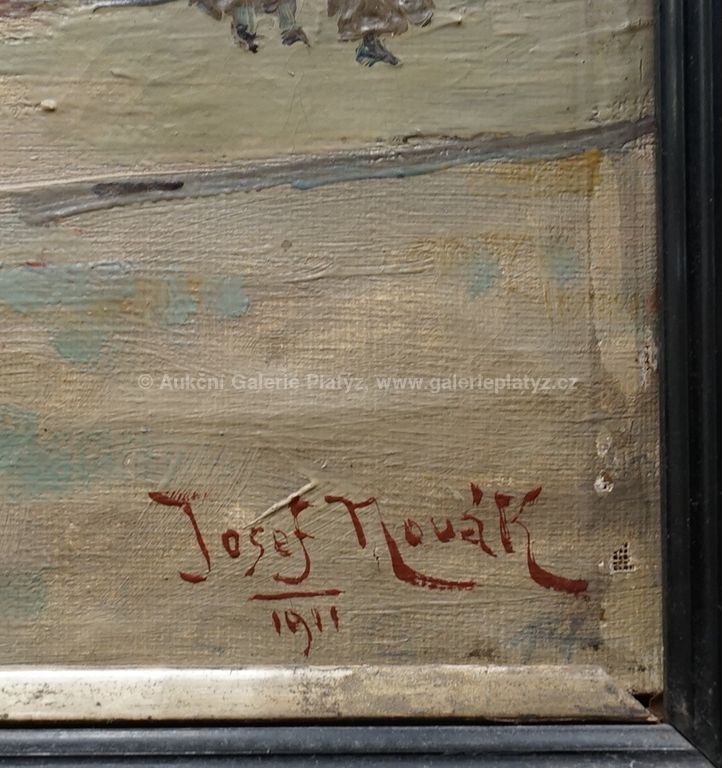 © Aukční Galerie Platyz, www.galerieplatyz.cz
Josef Novák
1911